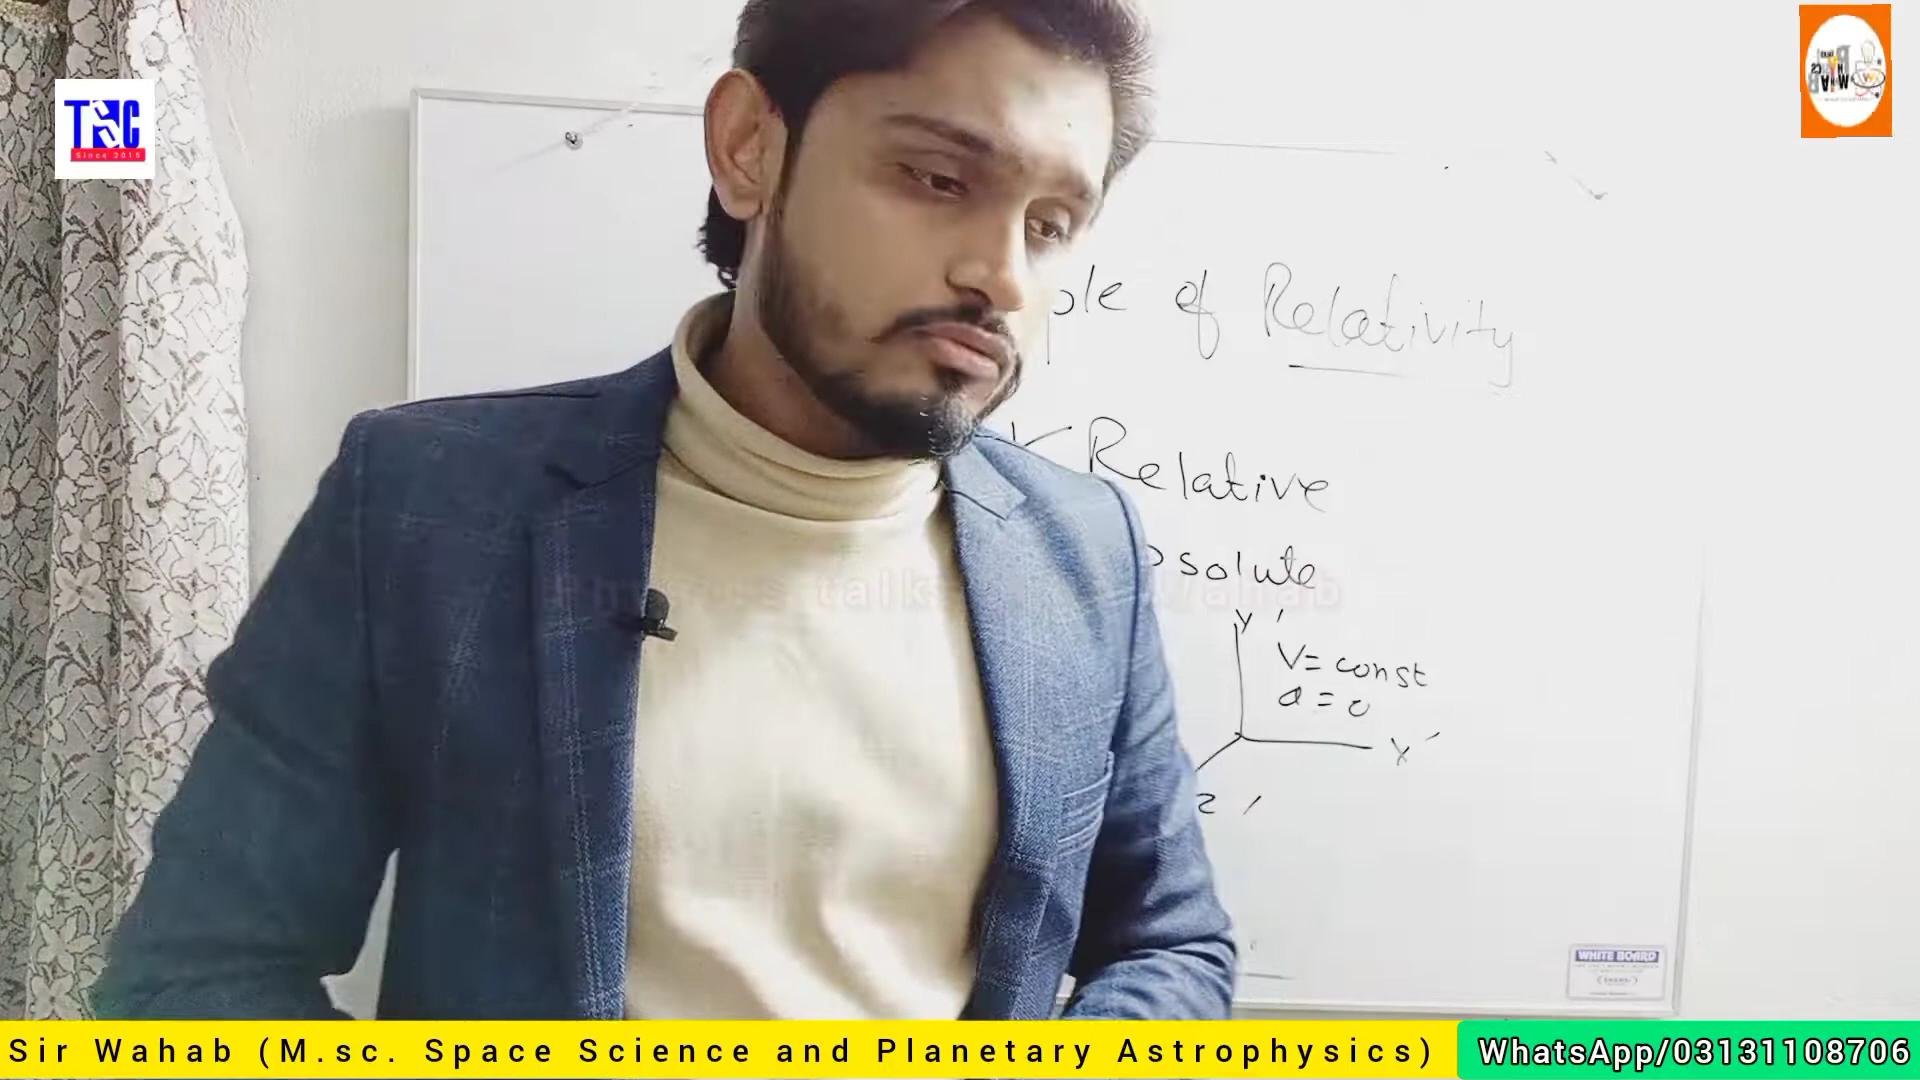 TSC
Since 2015
ple of Relativity
Relative
solute
Y'
V = const
a = 0
X'
Z'
WHITE BOARD
Sir Wahab (M.sc. Space Science and Planetary Astrophysics)
WhatsApp/03131108706